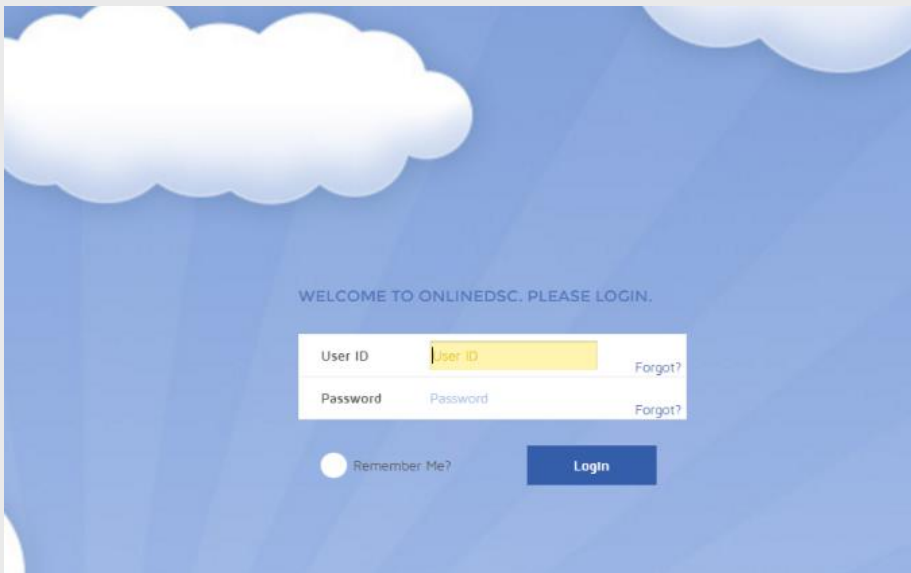 WELCOME TO ONLINEDSC. PLEASE LOGIN.
User ID User ID Forgot?
Password Password Forgot?
Remember Me? Login